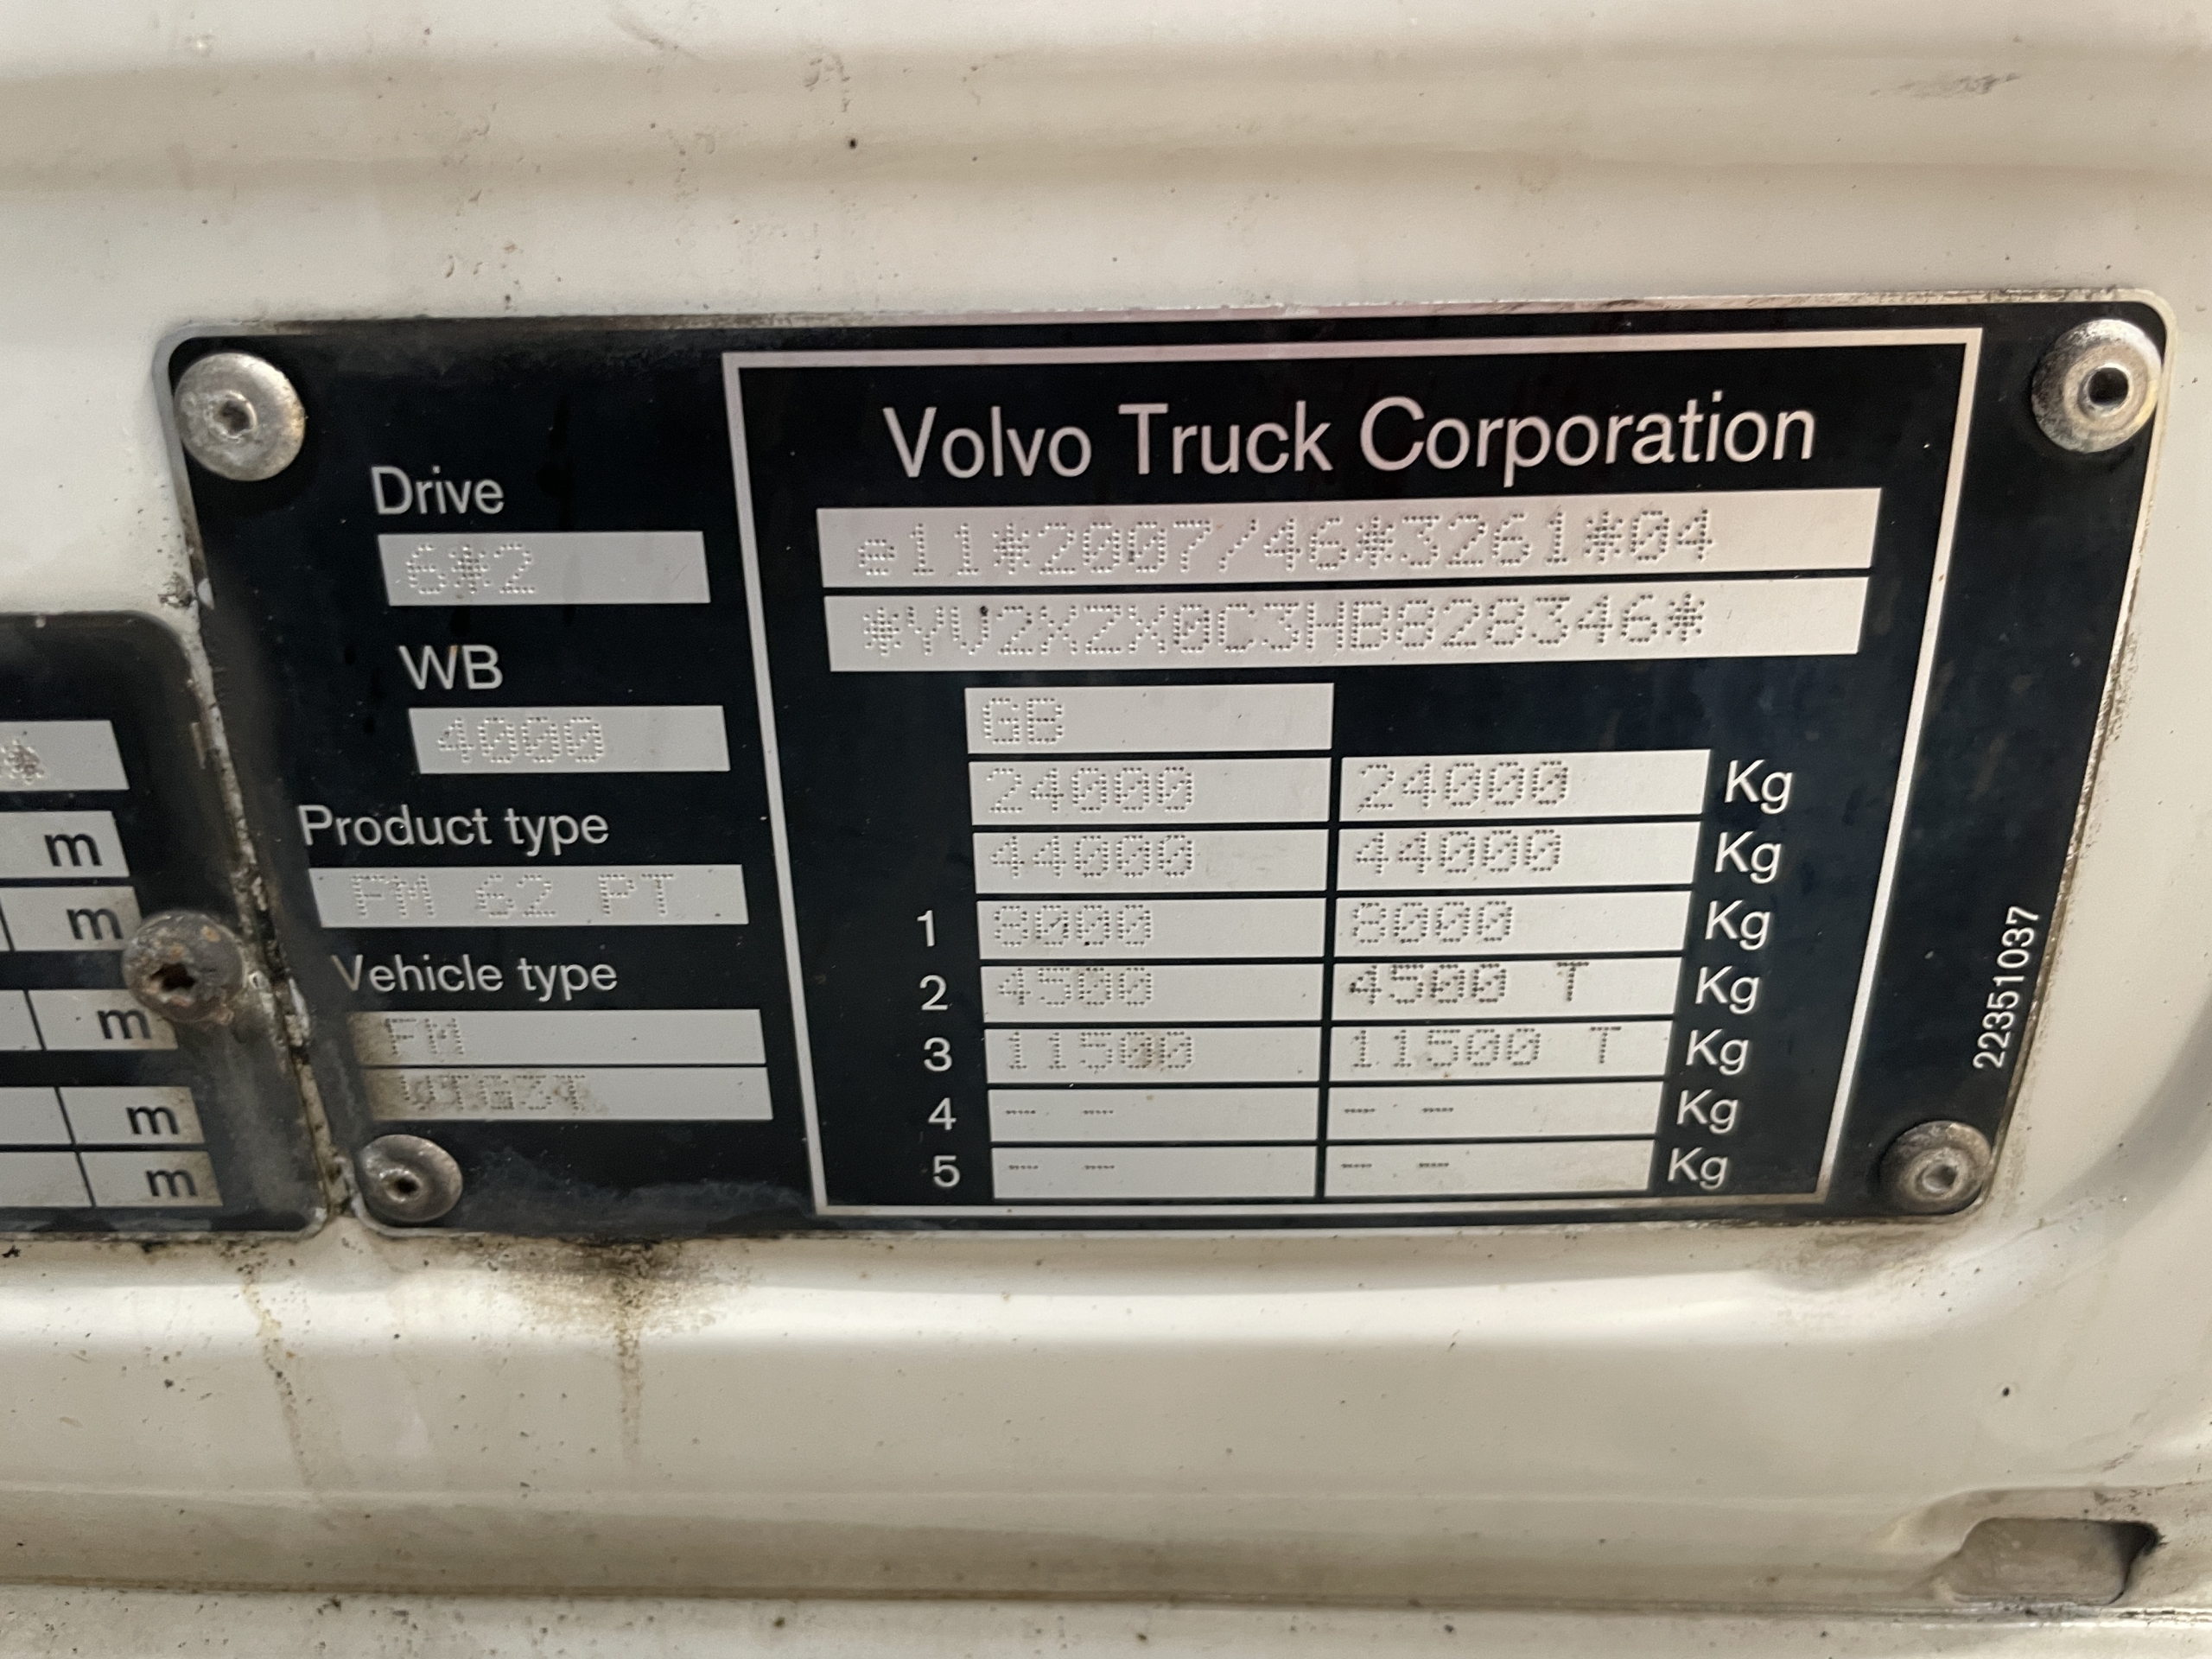 Volvo Truck Corporation
Drive
6*2
e11*2007/46*3261*04
*YV2XZX0C3HB828346*
WB
4000
GB
24000 24000 Kg
44000 44000 Kg
Product type
FM 62 PT
1 8000 8000 Kg
2 4500 4500 T Kg
3 11500 11500 T Kg
4 -- -- -- -- Kg
5 -- -- -- -- Kg
Vehicle type
FM
22351037
*
m
m
m
m
m